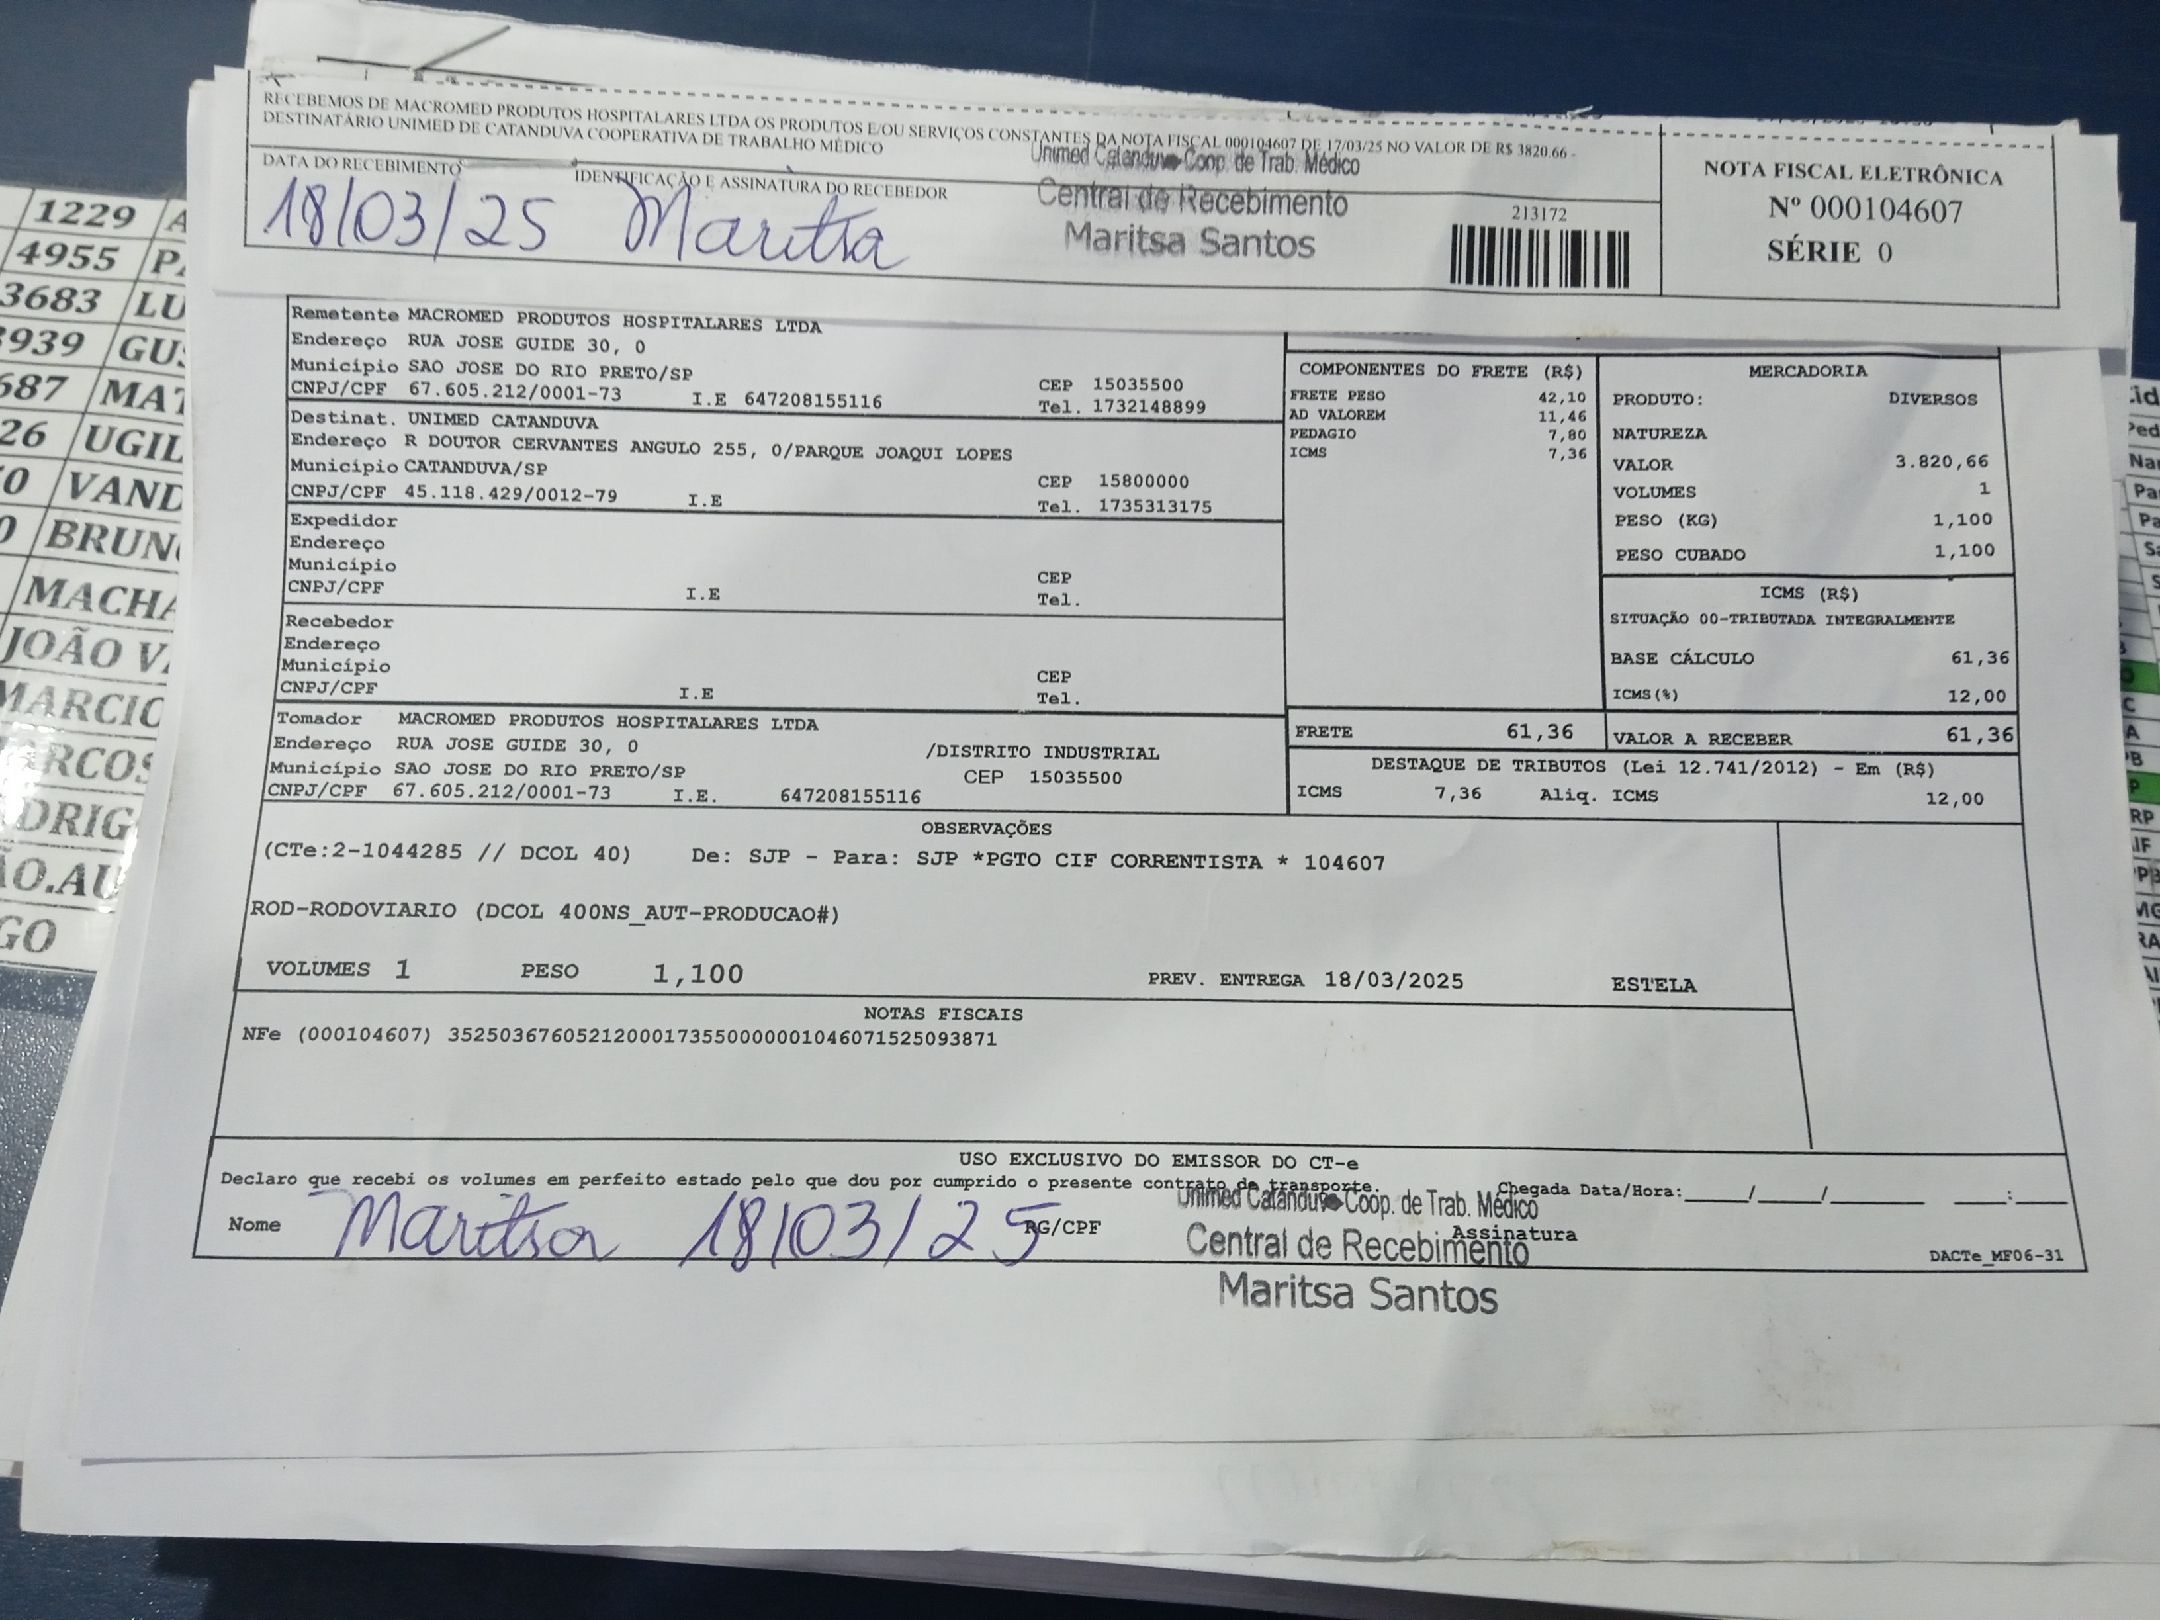 RECEBEMOS DE MACROMED PRODUTOS HOSPITALARES LTDA OS PRODUTOS E/OU SERVIÇOS CONSTANTES DA NOTA FISCAL 000104607 DE 17/03/25 NO VALOR DE R$ 3820.66 -
DESTINATÁRIO UNIMED DE CATANDUVA COOPERATIVA DE TRABALHO MÉDICO
DATA DO RECEBIMENTO
IDENTIFICAÇÃO E ASSINATURA DO RECEBEDOR
18/03/25 Maritsa
Unimed Catanduva Coop. de Trab. Médico
Central de Recebimento
Maritsa Santos
213172
NOTA FISCAL ELETRÔNICA
Nº 000104607
SÉRIE 0
Remetente MACROMED PRODUTOS HOSPITALARES LTDA
Endereço RUA JOSE GUIDE 30, 0
Município SAO JOSE DO RIO PRETO/SP
CEP 15035500
CNPJ/CPF 67.605.212/0001-73 I.E 647208155116
Tel. 1732148899
Destinat. UNIMED CATANDUVA
Endereço R DOUTOR CERVANTES ANGULO 255, 0/PARQUE JOAQUI LOPES
Município CATANDUVA/SP
CEP 15800000
CNPJ/CPF 45.118.429/0012-79 I.E
Tel. 1735313175
Expedidor
Endereço
Município
CEP
CNPJ/CPF I.E
Tel.
Recebedor
Endereço
Município
CEP
CNPJ/CPF I.E
Tel.
Tomador MACROMED PRODUTOS HOSPITALARES LTDA
Endereço RUA JOSE GUIDE 30, 0 /DISTRITO INDUSTRIAL
Município SAO JOSE DO RIO PRETO/SP CEP 15035500
CNPJ/CPF 67.605.212/0001-73 I.E. 647208155116
COMPONENTES DO FRETE (R$)
FRETE PESO 42,10
AD VALOREM 11,46
PEDAGIO 7,80
ICMS 7,36
MERCADORIA
PRODUTO: DIVERSOS
NATUREZA
VALOR 3.820,66
VOLUMES 1
PESO (KG) 1,100
PESO CUBADO 1,100
ICMS (R$)
SITUAÇÃO 00-TRIBUTADA INTEGRALMENTE
BASE CÁLCULO 61,36
ICMS(%) 12,00
FRETE 61,36
VALOR A RECEBER 61,36
DESTAQUE DE TRIBUTOS (Lei 12.741/2012) - Em (R$)
ICMS 7,36 Aliq. ICMS 12,00
OBSERVAÇÕES
(CTe:2-1044285 // DCOL 40) De: SJP - Para: SJP *PGTO CIF CORRENTISTA * 104607
ROD-RODOVIARIO (DCOL 400NS_AUT-PRODUCAO#)
VOLUMES 1 PESO 1,100 PREV. ENTREGA 18/03/2025 ESTELA
NOTAS FISCAIS
NFe (000104607) 35250367605212000173550000001046071525093871
USO EXCLUSIVO DO EMISSOR DO CT-e
Declaro que recebi os volumes em perfeito estado pelo que dou por cumprido o presente contrato de transporte.
Chegada Data/Hora:____/____/______ ___:___
Unimed Catanduva Coop. de Trab. Médico
Nome Maritsa 18/03/25 RG/CPF
Assinatura
Central de Recebimento
DACTe_MF06-31
Maritsa Santos
1229
4955
3683 LU
939 GUS
687 MAT
26 UGIL
0 VAND
BRUN
MACHA
JOÃO V
MARCIO
ARCOS
DRIG
ÃO.AU
GO